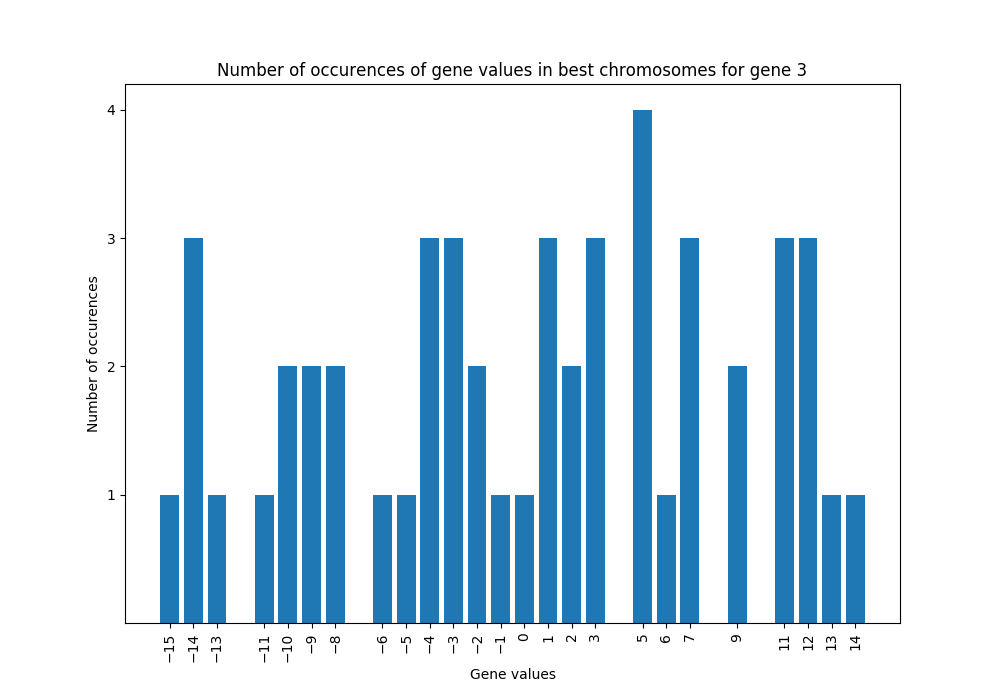 Number of occurences of gene values in best chromosomes for gene 3
4
3
2
1
Number of occurences
−15 −14 −13 −11 −10 −9 −8 −6 −5 −4 −3 −2 −1 0 1 2 3 5 6 7 9 11 12 13 14
Gene values